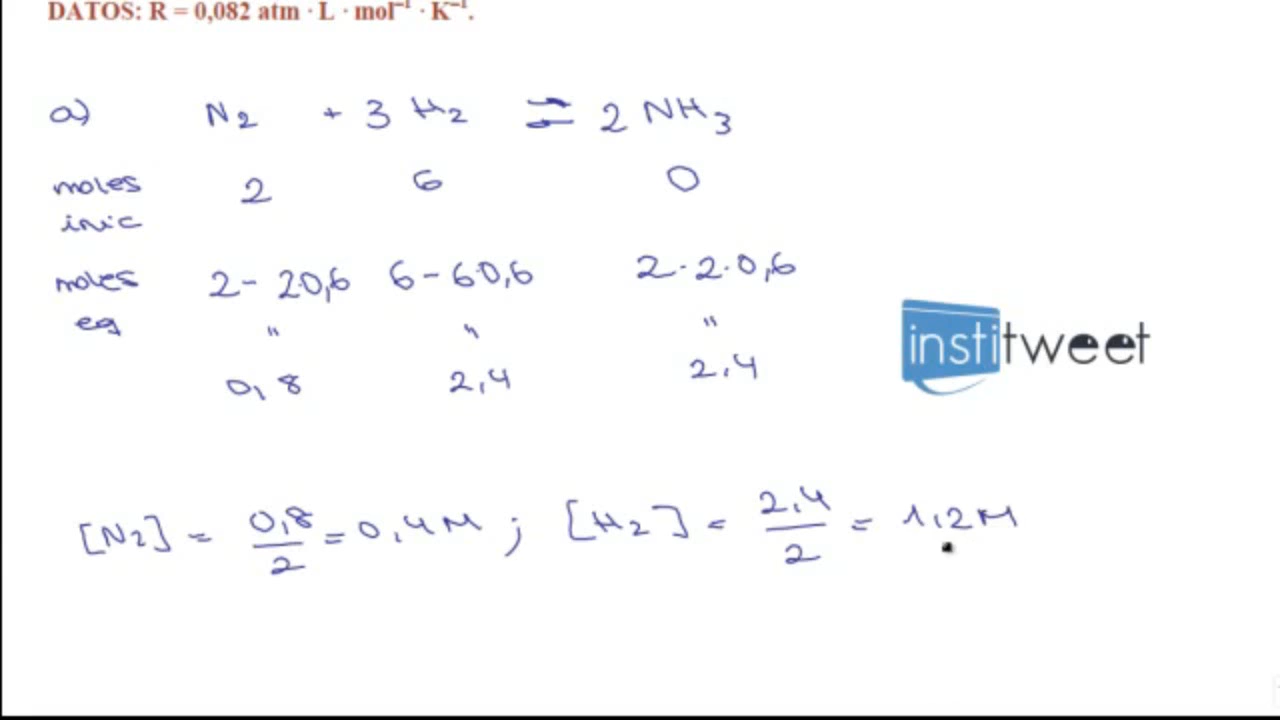 DATOS: R = 0,082 atm · L · mol⁻¹ · K⁻¹.
a) N₂ + 3 H₂ ⇌ 2 NH₃
moles inic 2 6 0
moles eq 2- 2·0,6 6-6·0,6 2·2·0,6
" " "
0,8 2,4 2,4
institweet
[N₂] = 0,8/2 = 0,4M ; [H₂] = 2,4/2 = 1,2M